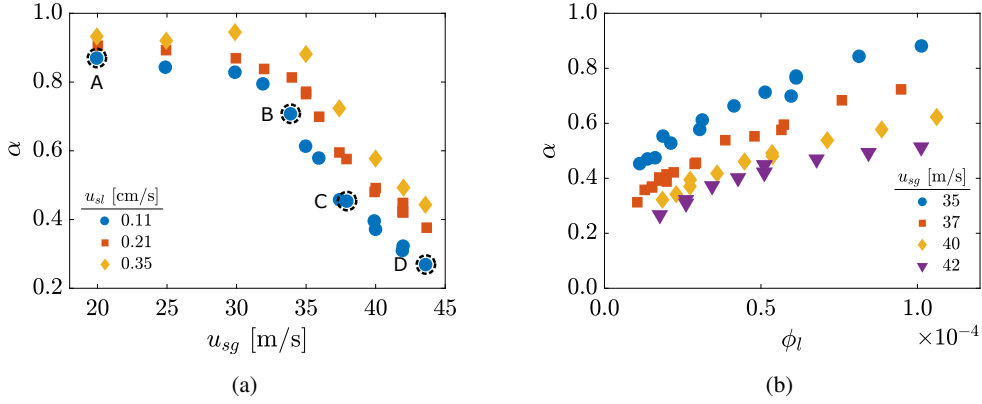 1.0
0.8
0.6
0.4
0.2
α
A
B
C
D
u_sl [cm/s]
0.11
0.21
0.35
20 25 30 35 40 45
u_sg [m/s]
(a)
1.0
0.8
0.6
0.4
0.2
0.0
α
u_sg [m/s]
35
37
40
42
0.0 0.5 1.0
×10⁻⁴
ϕ_l
(b)